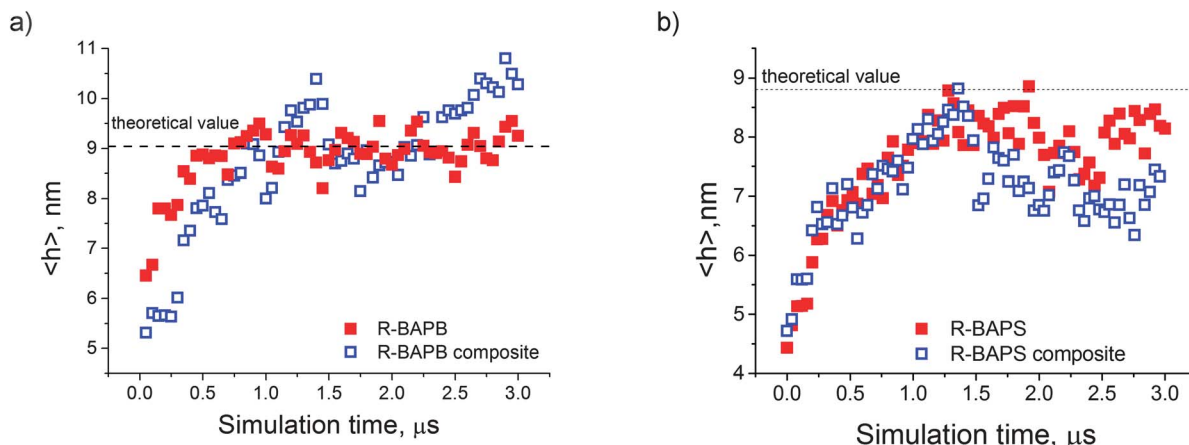 a)
<h>, nm
11
10
9
8
7
6
5
theoretical value
R-BAPB
R-BAPB composite
0.0 0.5 1.0 1.5 2.0 2.5 3.0
Simulation time, μs
b)
<h>,nm
9
8
7
6
5
4
theoretical value
R-BAPS
R-BAPS composite
0.0 0.5 1.0 1.5 2.0 2.5 3.0
Simulation time, μs